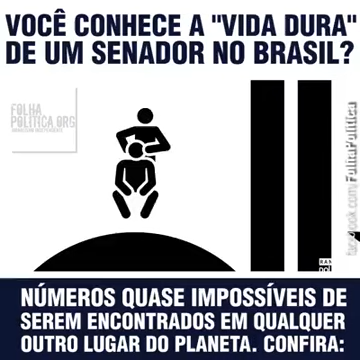 VOCÊ CONHECE A "VIDA DURA"
DE UM SENADOR NO BRASIL?
FOLHA
POLITICA.ORG
facebook.com/FolhaPolitica
NÚMEROS QUASE IMPOSSÍVEIS DE
SEREM ENCONTRADOS EM QUALQUER
OUTRO LUGAR DO PLANETA. CONFIRA: